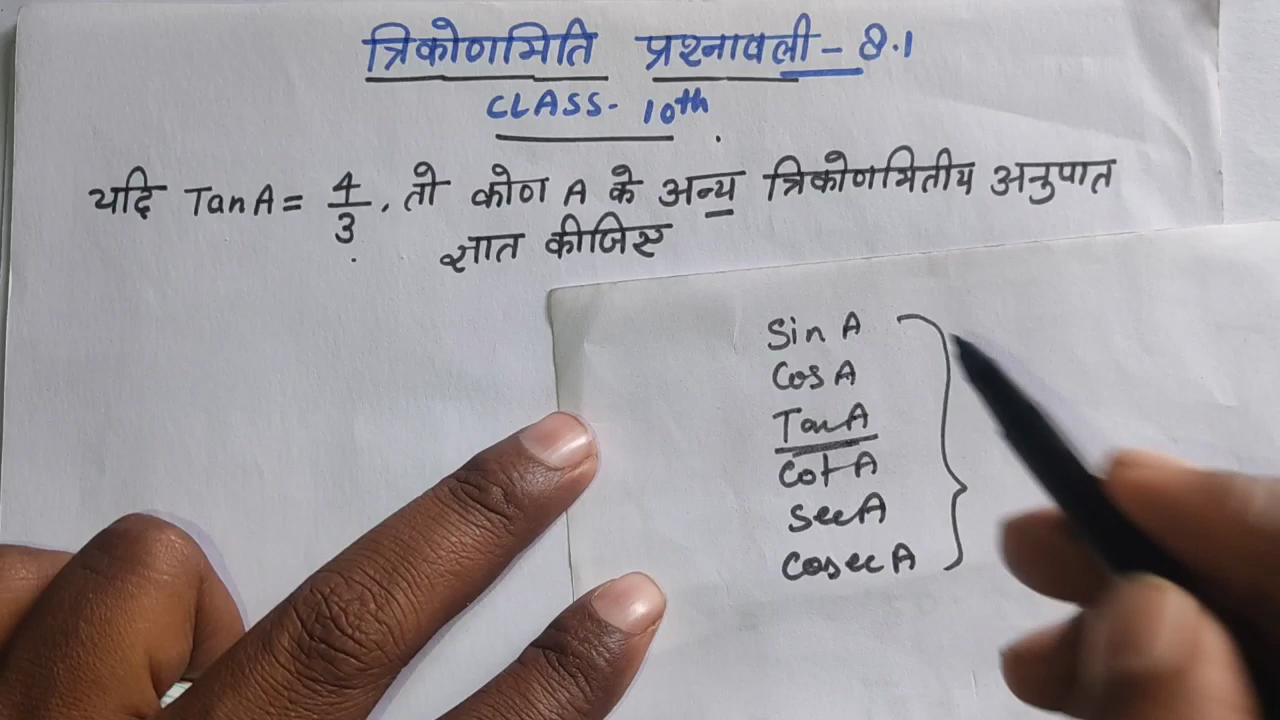 त्रिकोणमिति प्रश्नावली - 8.1
CLASS- 10th
यदि TanA = 4/3, तो कोण A के अन्य त्रिकोणमितीय अनुपात
ज्ञात कीजिए
Sin A
Cos A
Tan A
Cot A
Sec A
Cosec A